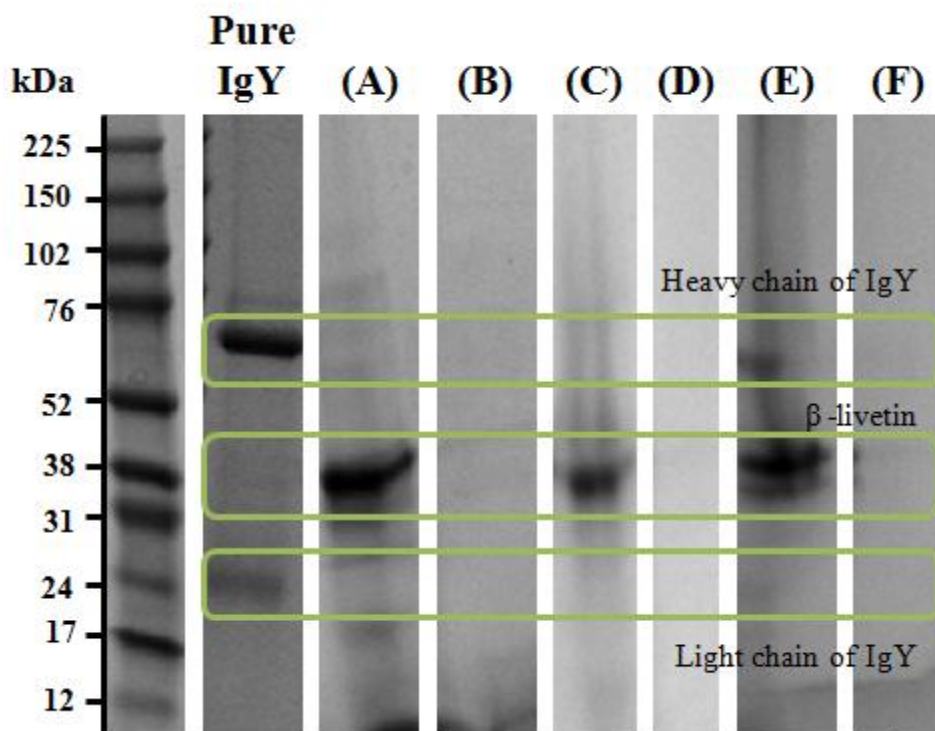 Pure
kDa IgY (A) (B) (C) (D) (E) (F)
225
150
102
Heavy chain of IgY
76
52
β-livetin
38
31
24
17
Light chain of IgY
12